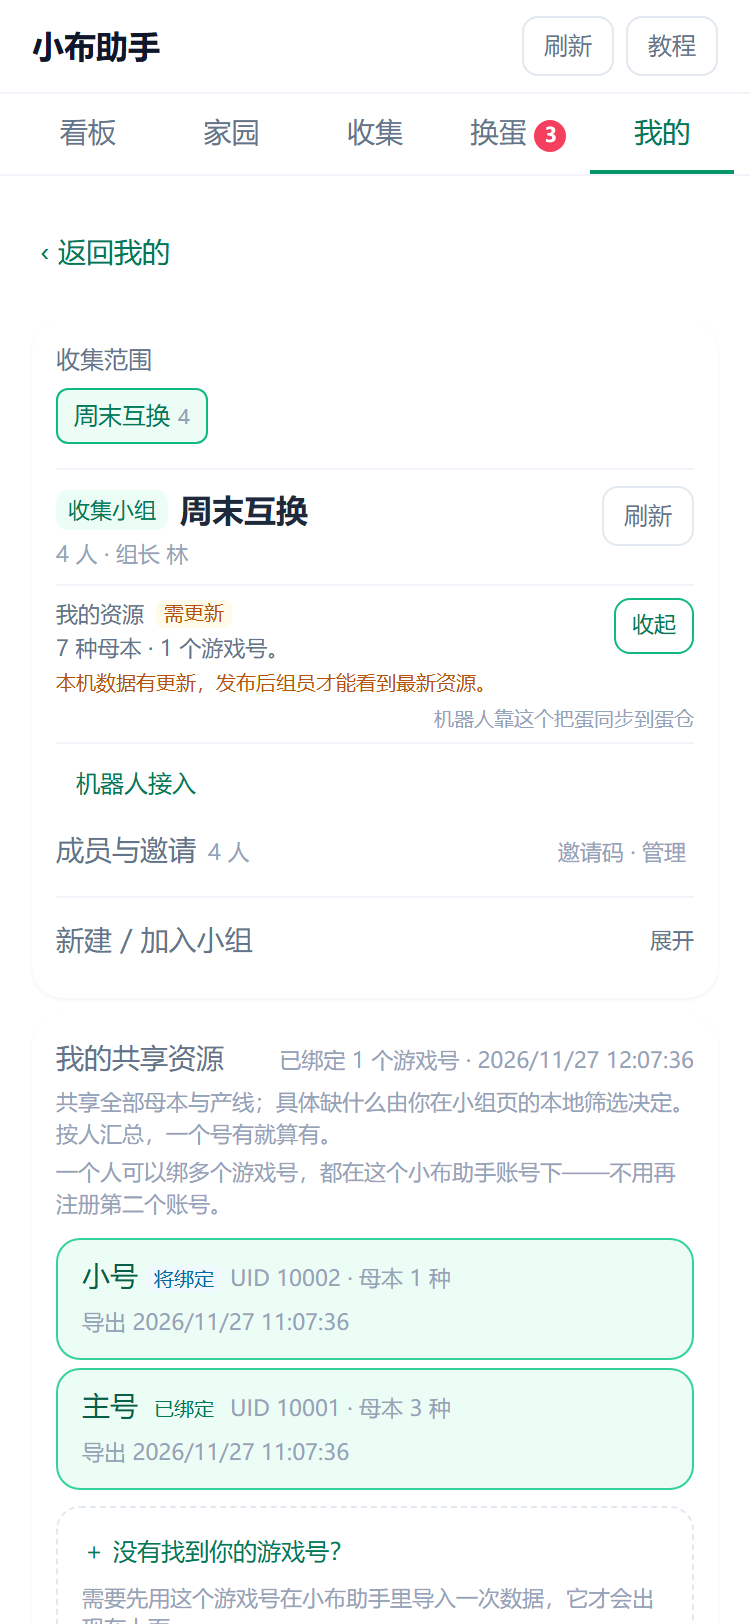 小布助手
刷新
教程
看板
家园
收集
换蛋 3
我的
‹ 返回我的
收集范围
周末互换 4
收集小组 周末互换
刷新
4 人 · 组长 林
我的资源 需更新
7 种母本 · 1 个游戏号。
收起
本机数据有更新，发布后组员才能看到最新资源。
机器人靠这个把蛋同步到蛋仓
机器人接入
成员与邀请 4 人
邀请码 · 管理
新建 / 加入小组
展开
我的共享资源
已绑定 1 个游戏号 · 2026/11/27 12:07:36
共享全部母本与产线；具体缺什么由你在小组页的本地筛选决定。
按人汇总，一个号有就算有。
一个人可以绑多个游戏号，都在这个小布助手账号下——不用再
注册第二个账号。
小号 将绑定 UID 10002 · 母本 1 种
导出 2026/11/27 11:07:36
主号 已绑定 UID 10001 · 母本 3 种
导出 2026/11/27 11:07:36
+ 没有找到你的游戏号？
需要先用这个游戏号在小布助手里导入一次数据，它才会出